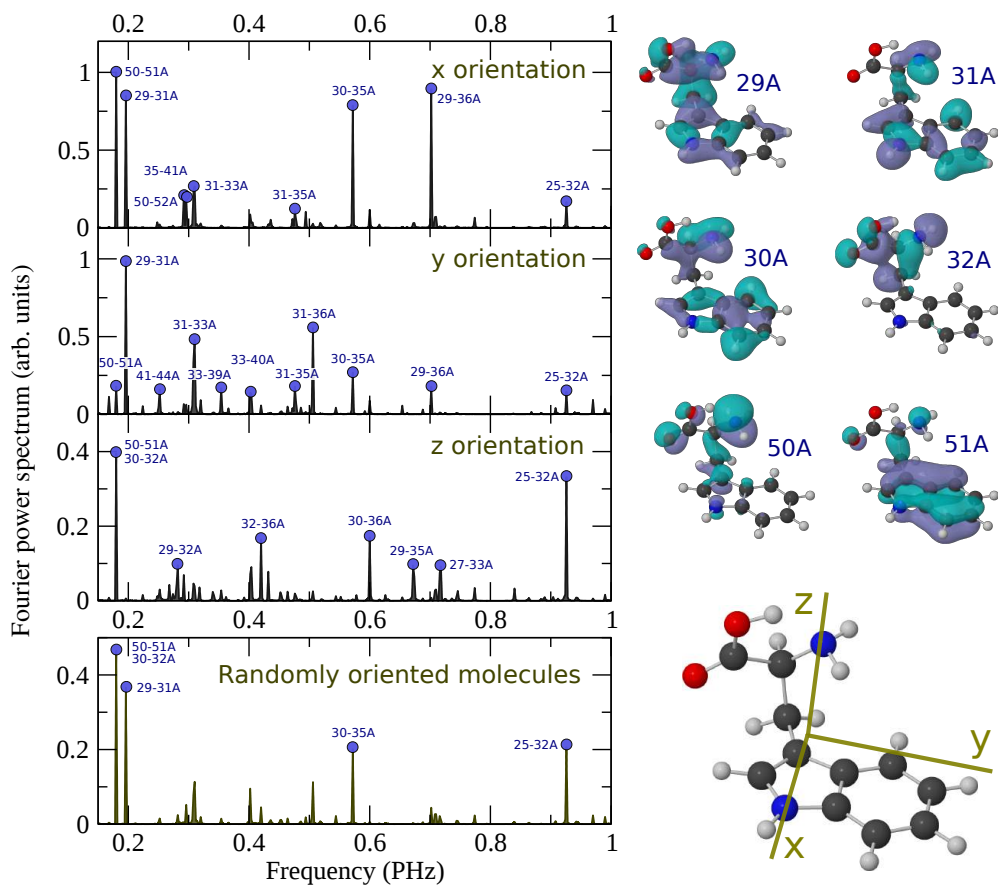 0.2 0.4 0.6 0.8 1
Fourier power spectrum (arb. units)
1
0.5
0
x orientation
50-51A
29-31A
35-41A
50-52A
31-33A
31-35A
30-35A
29-36A
25-32A
1
0.5
0
y orientation
29-31A
50-51A
41-44A
31-33A
33-39A
33-40A
31-35A
31-36A
30-35A
29-36A
25-32A
0.4
0.2
0
z orientation
50-51A
30-32A
29-32A
32-36A
30-36A
29-35A
27-33A
25-32A
0.4
0.2
0
Randomly oriented molecules
50-51A
30-32A
29-31A
30-35A
25-32A
0.2 0.4 0.6 0.8 1
Frequency (PHz)
29A
31A
30A
32A
50A
51A
z
y
x